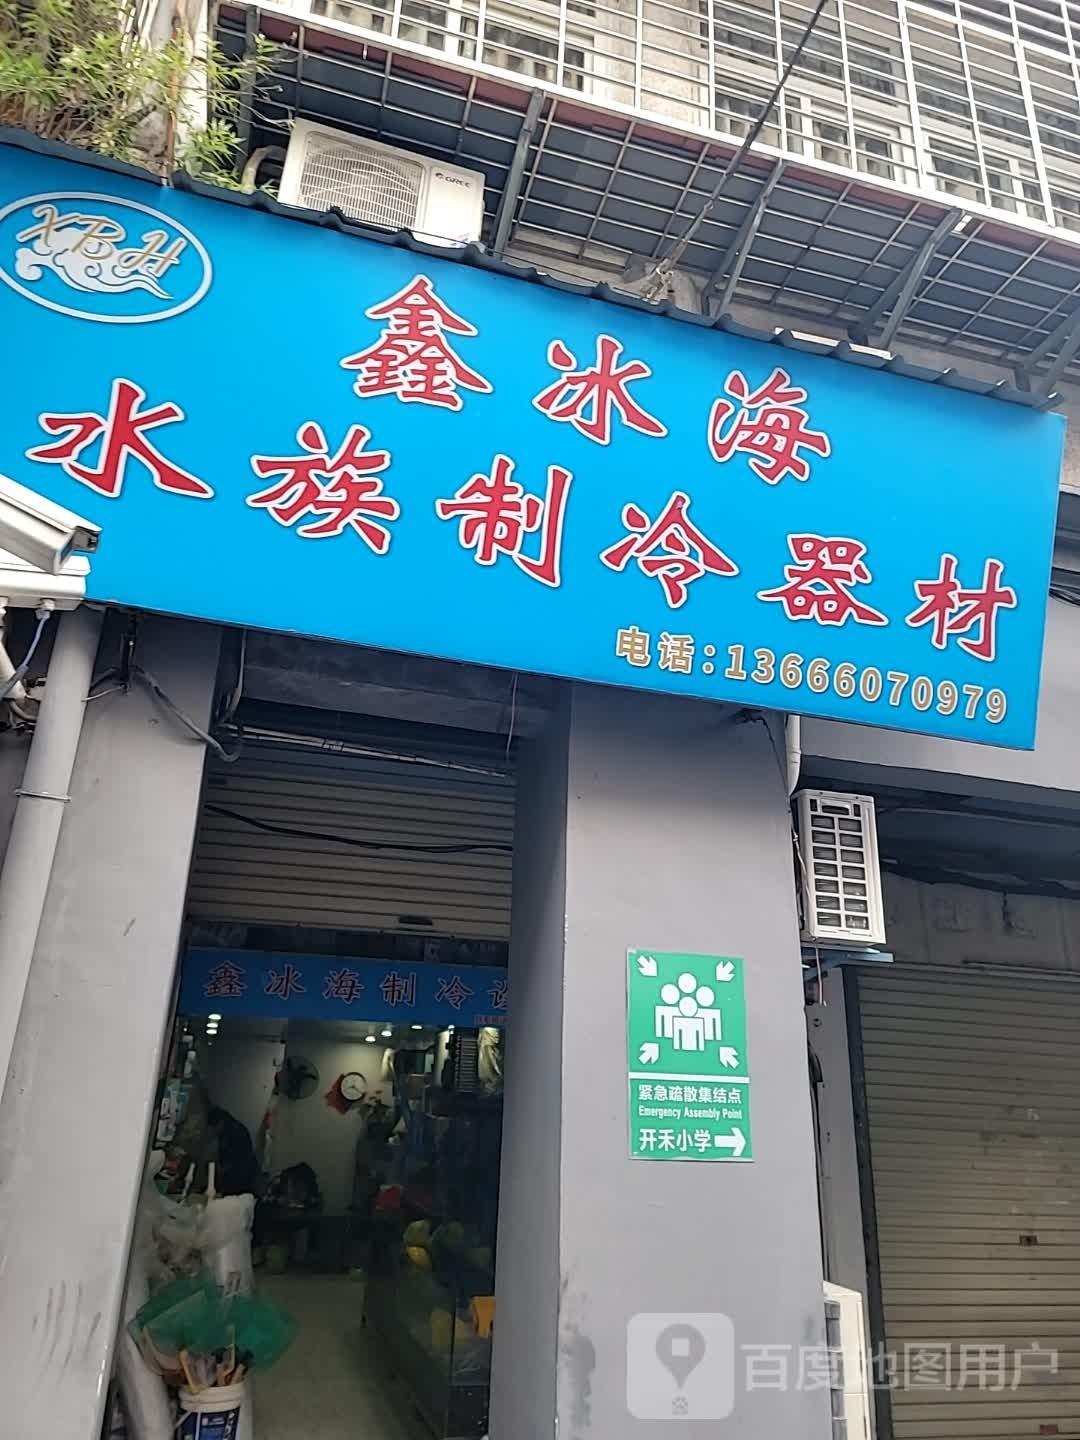 XBH
鑫冰海
水族制冷器材
电话:13666070979
GREE
鑫冰海制冷设
紧急疏散集结点
Emergency Assembly Point
开禾小学
百度地图用户